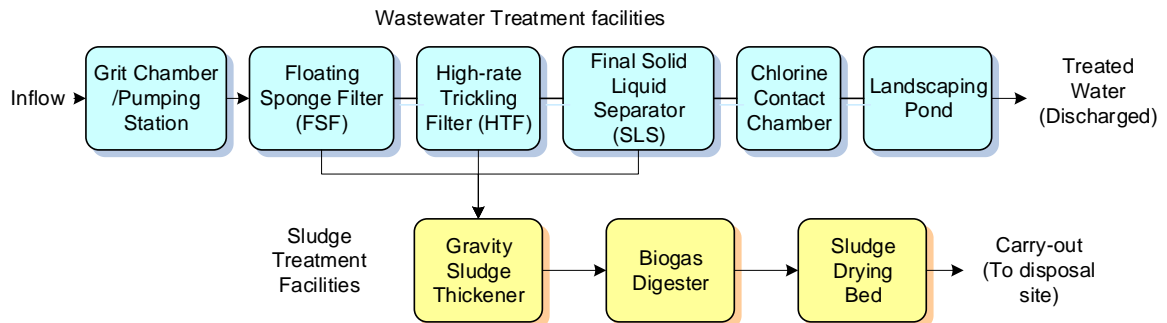 Wastewater Treatment facilities
Inflow
Grit Chamber
/Pumping
Station
Floating
Sponge Filter
(FSF)
High-rate
Trickling
Filter (HTF)
Final Solid
Liquid
Separator
(SLS)
Chlorine
Contact
Chamber
Landscaping
Pond
Treated
Water
(Discharged)
Sludge
Treatment
Facilities
Gravity
Sludge
Thickener
Biogas
Digester
Sludge
Drying
Bed
Carry-out
(To disposal
site)